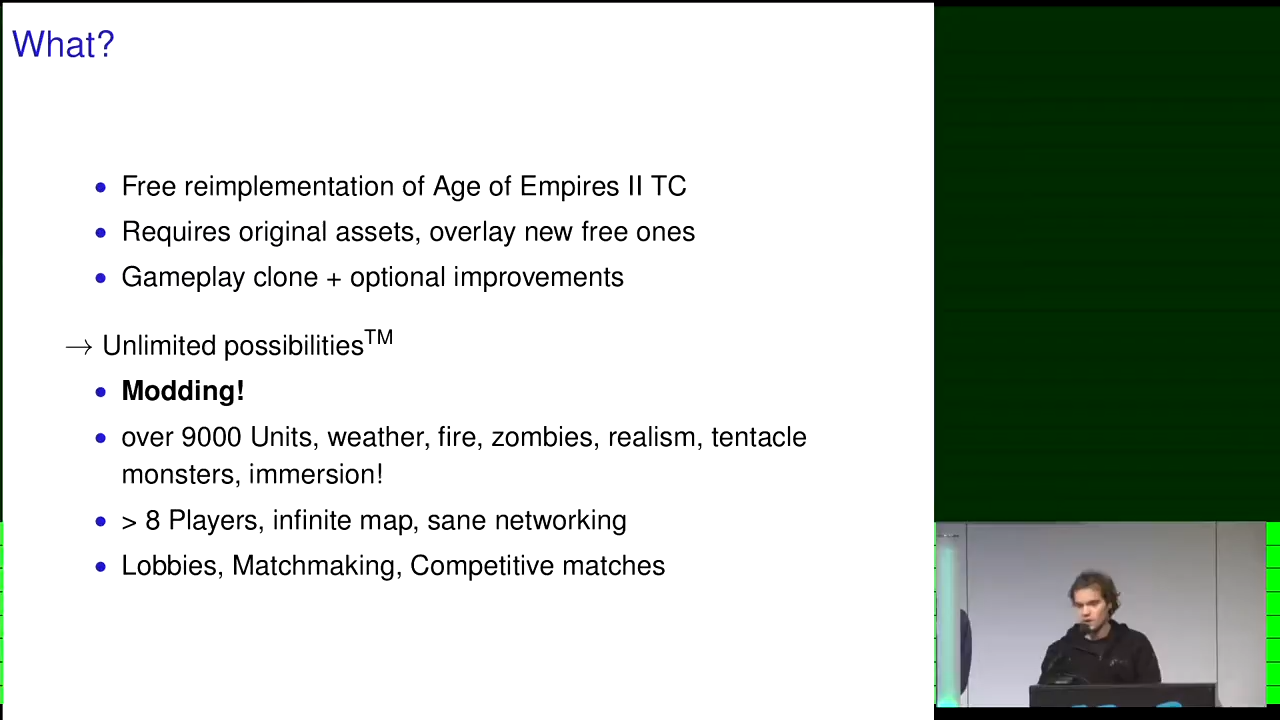 What?
• Free reimplementation of Age of Empires II TC
• Requires original assets, overlay new free ones
• Gameplay clone + optional improvements
→ Unlimited possibilitiesTM
• Modding!
• over 9000 Units, weather, fire, zombies, realism, tentacle
monsters, immersion!
• > 8 Players, infinite map, sane networking
• Lobbies, Matchmaking, Competitive matches